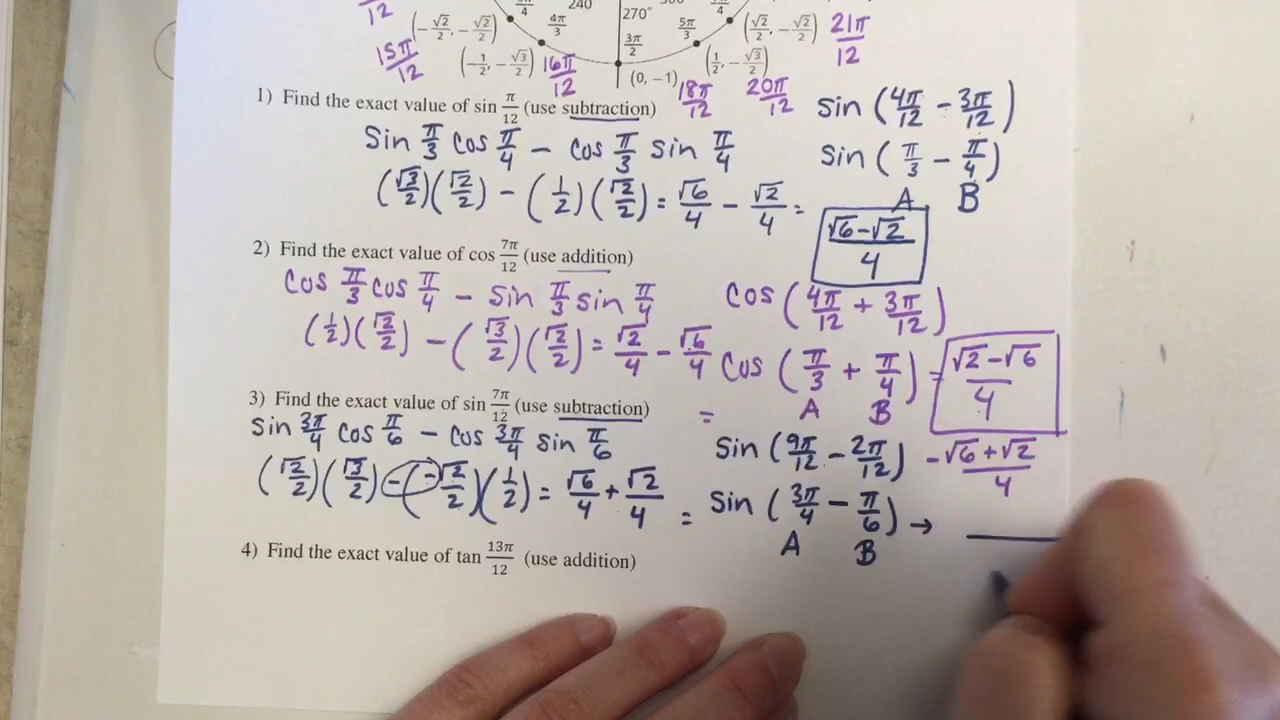 240°
270°
4π/3
3π/2
5π/3
(-√2/2, -√2/2)
(√2/2, -√2/2)
21π/12
15π/12
(-1/2, -√3/2)
16π/12
(0, -1)
(1/2, -√3/2)
18π/12
20π/12
1) Find the exact value of sin π/12 (use subtraction)
sin (4π/12 - 3π/12)
Sin π/3 cos π/4 - cos π/3 sin π/4
sin (π/3 - π/4)
A B
(√3/2)(√2/2) - (1/2)(√2/2) = √6/4 - √2/4 =
√6-√2/4
2) Find the exact value of cos 7π/12 (use addition)
cos π/3 cos π/4 - sin π/3 sin π/4
cos (4π/12 + 3π/12)
(1/2)(√2/2) - (√3/2)(√2/2) = √2/4 - √6/4
=
cos (π/3 + π/4) = √2-√6/4
A B
-√6+√2/4
3) Find the exact value of sin 7π/12 (use subtraction)
sin 3π/4 cos π/6 - cos 3π/4 sin π/6
sin (9π/12 - 2π/12)
(√2/2)(√3/2) - (-√2/2)(1/2) = √6/4 + √2/4 =
sin (3π/4 - π/6) →
A B
4) Find the exact value of tan 13π/12 (use addition)